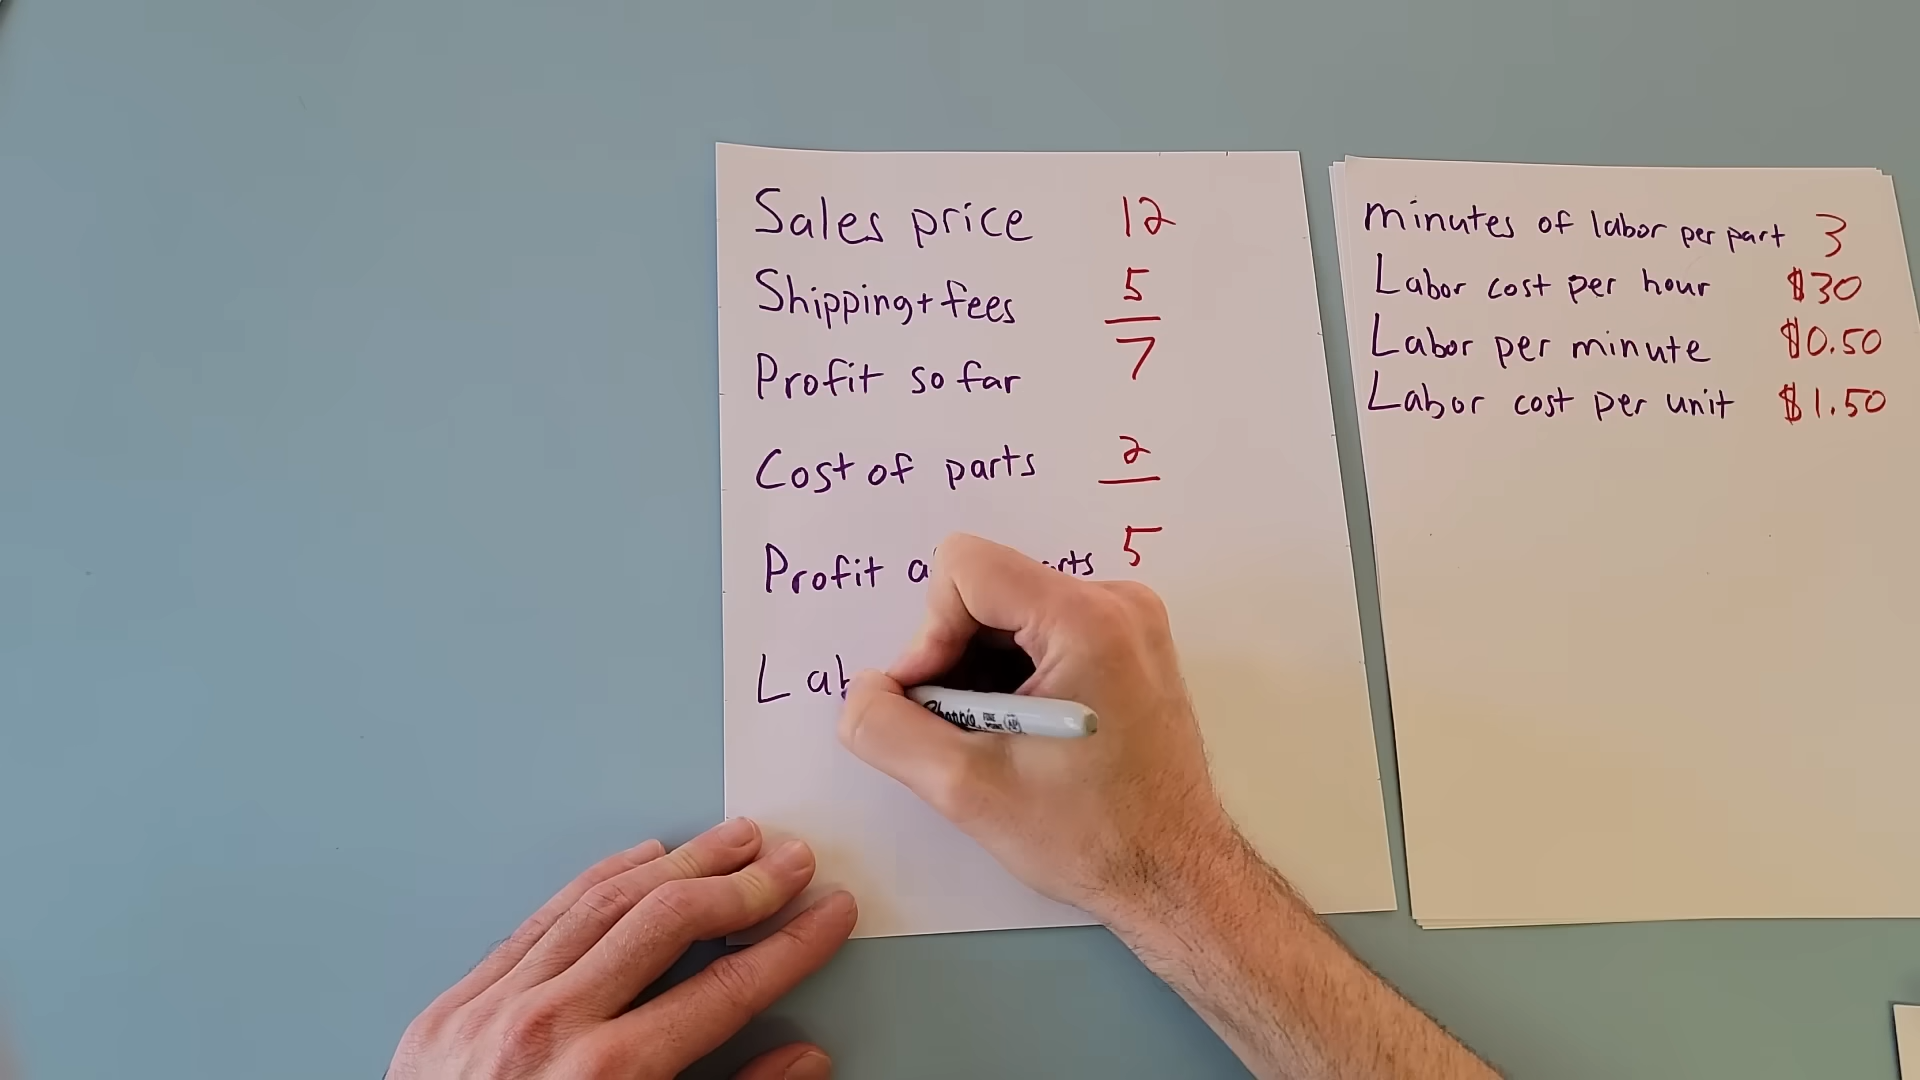 Sales price 12
Shipping+fees 5
Profit so far 7
Cost of parts 2
Profit 5
Lab
Sharpie
minutes of labor per part 3
Labor cost per hour $30
Labor per minute $0.50
Labor cost per unit $1.50